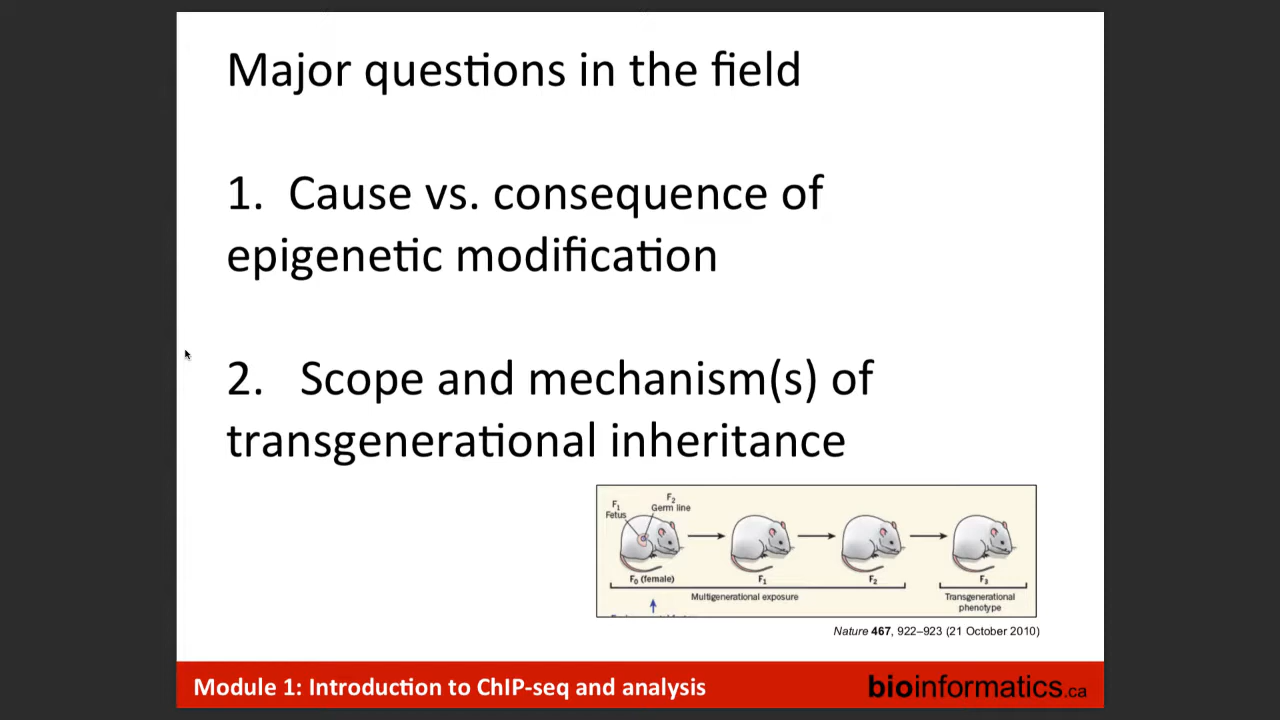 Major questions in the field
1. Cause vs. consequence of
epigenetic modification
2. Scope and mechanism(s) of
transgenerational inheritance
F1
Fetus
F2
Germ line
F0 (female)
F1
F2
F3
Multigenerational exposure
Transgenerational
phenotype
Nature 467, 922–923 (21 October 2010)
Module 1: Introduction to ChIP-seq and analysis
bioinformatics.ca